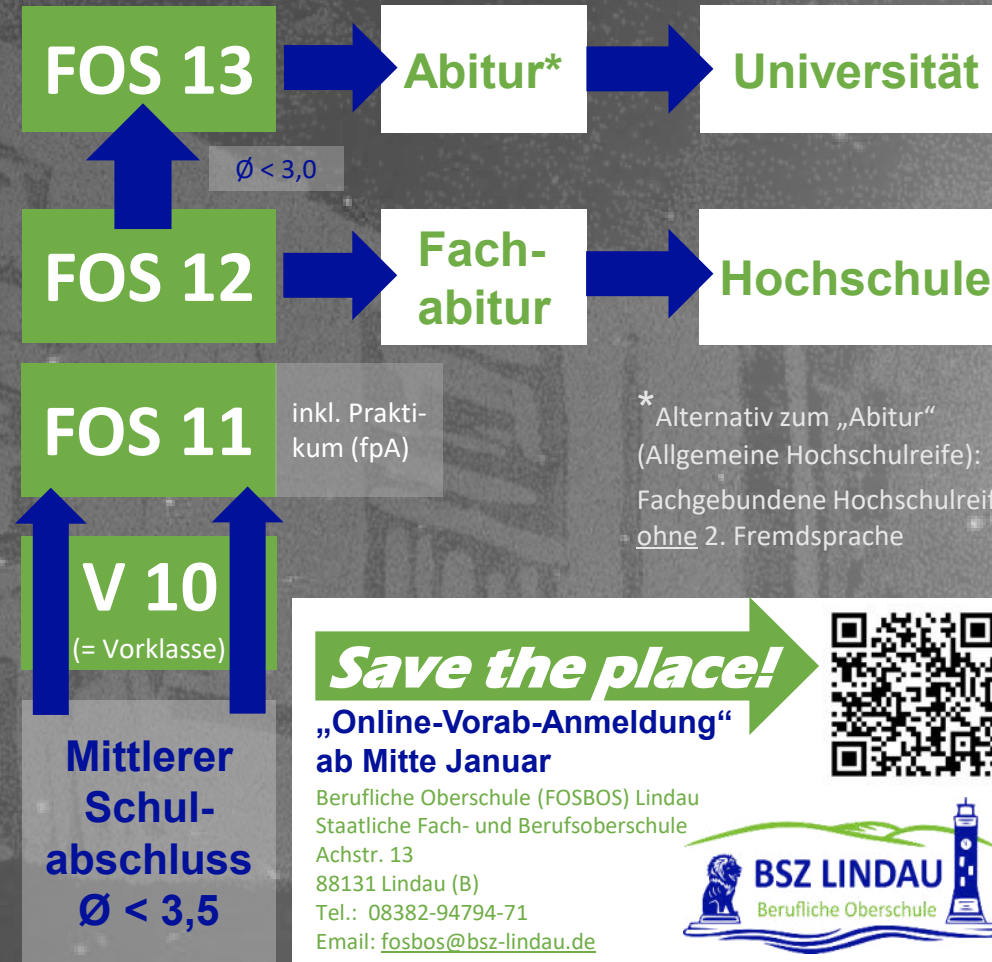 FOS 13
Abitur*
Universität
Ø < 3,0
FOS 12
Fach-
abitur
Hochschule
FOS 11
inkl. Prakti-
kum (fpA)
*Alternativ zum „Abitur“
(Allgemeine Hochschulreife):
Fachgebundene Hochschulreif
ohne 2. Fremdsprache
V 10
(= Vorklasse)
Mittlerer
Schul-
abschluss
Ø < 3,5
Save the place!
„Online-Vorab-Anmeldung“
ab Mitte Januar
Berufliche Oberschule (FOSBOS) Lindau
Staatliche Fach- und Berufsoberschule
Achstr. 13
88131 Lindau (B)
Tel.: 08382-94794-71
Email: fosbos@bsz-lindau.de
BSZ LINDAU
Berufliche Oberschule